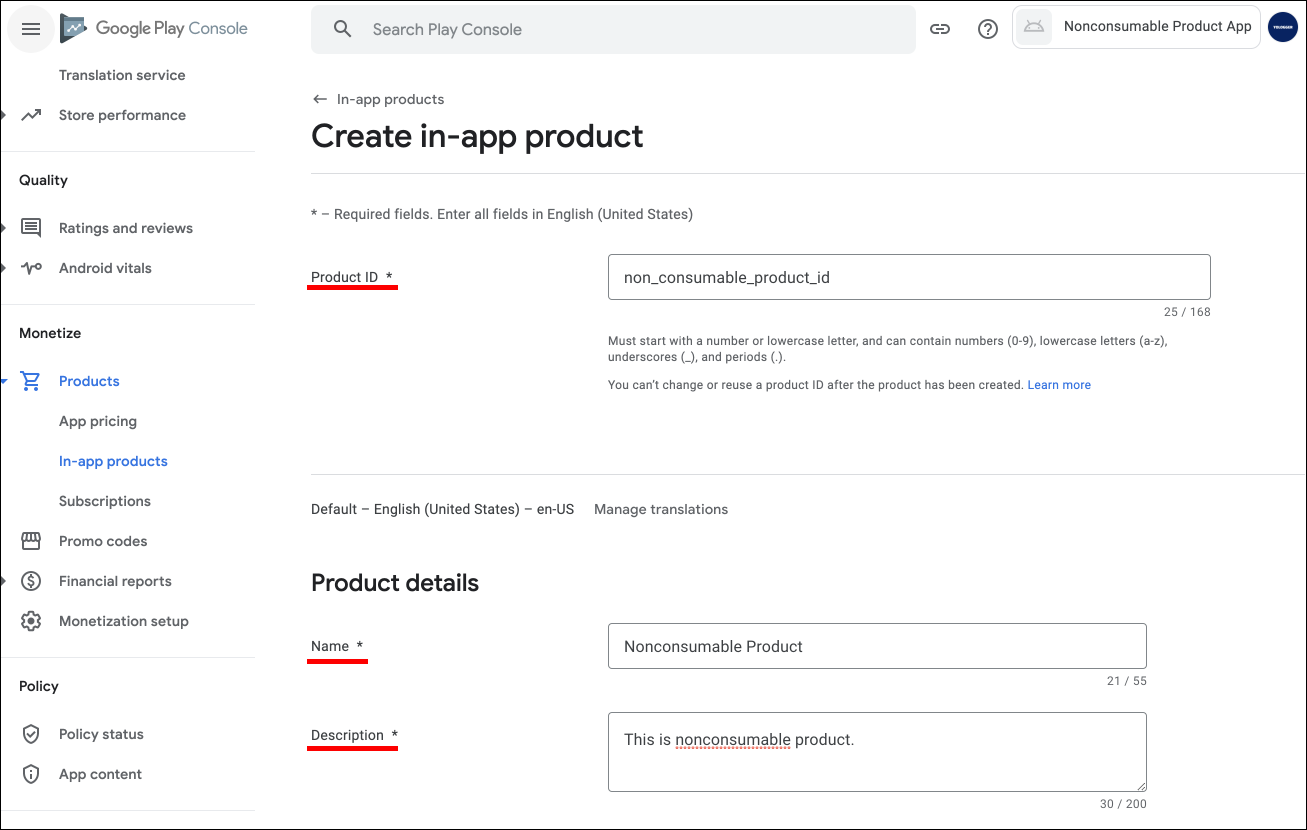 Google Play Console
Search Play Console
Nonconsumable Product App
YOLOGGER
Translation service
Store performance
Quality
Ratings and reviews
Android vitals
Monetize
Products
App pricing
In-app products
Subscriptions
Promo codes
Financial reports
Monetization setup
Policy
Policy status
App content
← In-app products
Create in-app product
* – Required fields. Enter all fields in English (United States)
Product ID *
non_consumable_product_id
25 / 168
Must start with a number or lowercase letter, and can contain numbers (0-9), lowercase letters (a-z),
underscores (_), and periods (.).
You can’t change or reuse a product ID after the product has been created. Learn more
Default – English (United States) – en-US Manage translations
Product details
Name *
Nonconsumable Product
21 / 55
Description *
This is nonconsumable product.
30 / 200